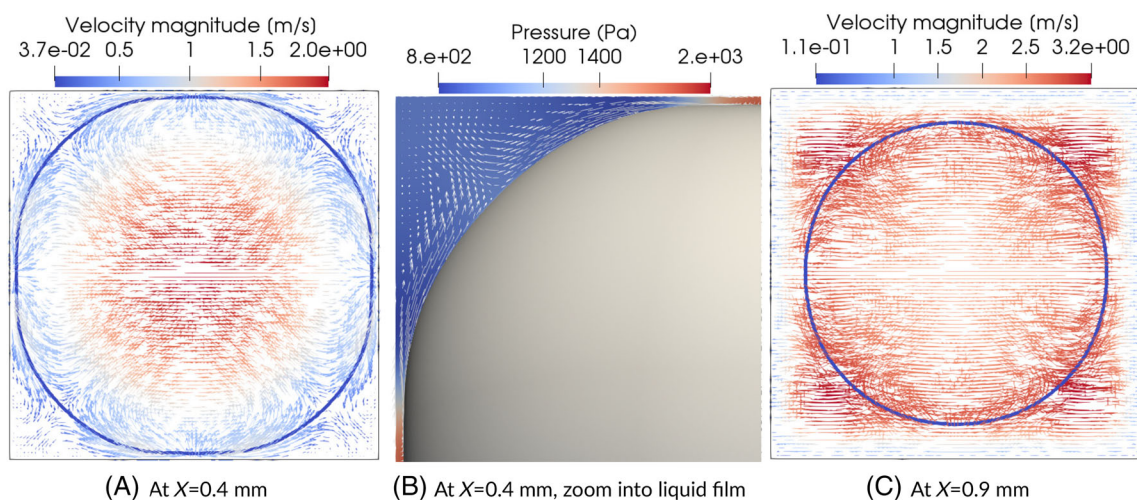 Velocity magnitude (m/s)
3.7e-02 0.5 1 1.5 2.0e+00
(A) At X=0.4 mm
Pressure (Pa)
8.e+02 1200 1400 2.e+03
(B) At X=0.4 mm, zoom into liquid film
Velocity magnitude (m/s)
1.1e-01 1 1.5 2 2.5 3.2e+00
(C) At X=0.9 mm